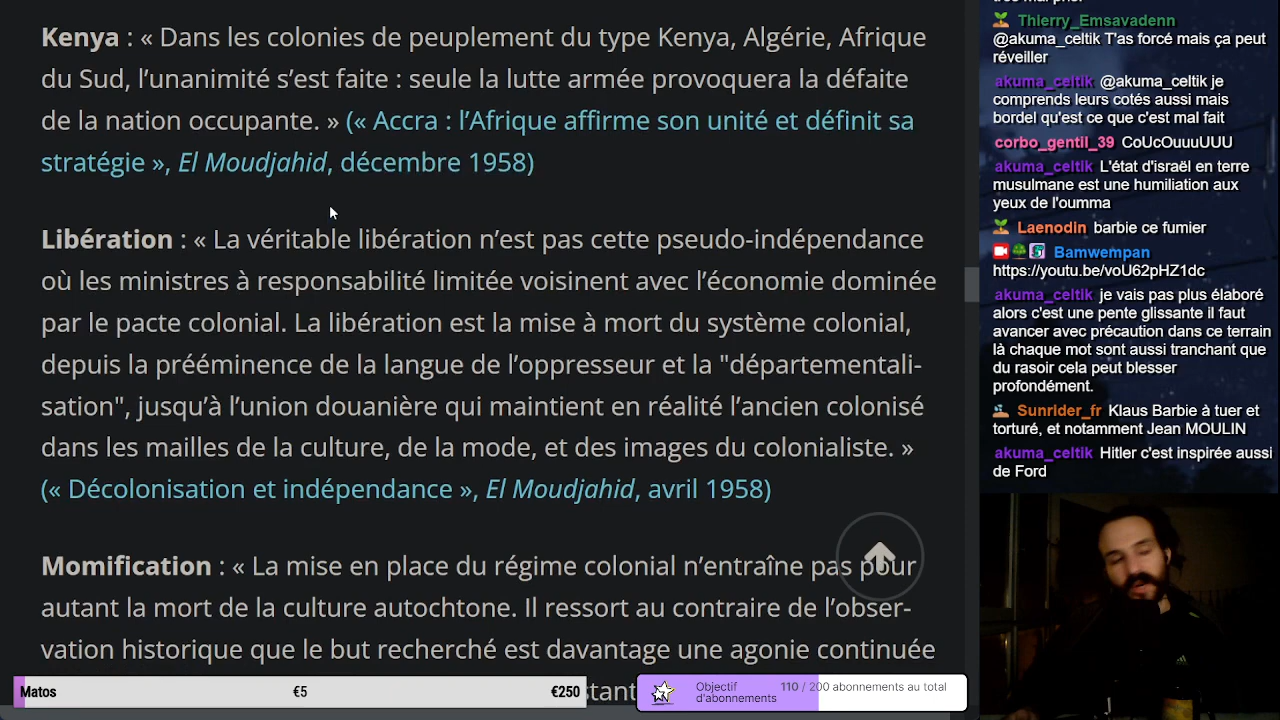 Kenya : « Dans les colonies de peuplement du type Kenya, Algérie, Afrique
du Sud, l’unanimité s’est faite : seule la lutte armée provoquera la défaite
de la nation occupante. » (« Accra : l’Afrique affirme son unité et définit sa
stratégie », El Moudjahid, décembre 1958)
Libération : « La véritable libération n’est pas cette pseudo-indépendance
où les ministres à responsabilité limitée voisinent avec l’économie dominée
par le pacte colonial. La libération est la mise à mort du système colonial,
depuis la prééminence de la langue de l’oppresseur et la "départementali-
sation", jusqu’à l’union douanière qui maintient en réalité l’ancien colonisé
dans les mailles de la culture, de la mode, et des images du colonialiste. »
(« Décolonisation et indépendance », El Moudjahid, avril 1958)
Momification : « La mise en place du régime colonial n’entraîne pas pour
autant la mort de la culture autochtone. Il ressort au contraire de l’obser-
vation historique que le but recherché est davantage une agonie continuée
Matos €5 €250
Objectif
d'abonnements
110 / 200 abonnements au total
Thierry_Emsavadenn
@akuma_celtik T'as forcé mais ça peut
réveiller
akuma_celtik @akuma_celtik je
comprends leurs cotés aussi mais
bordel qu'est ce que c'est mal fait
corbo_gentil_39 CoUcOuuuUUU
akuma_celtik L'état d'israël en terre
musulmane est une humiliation aux
yeux de l'oumma
Laenodin barbie ce fumier
Bamwempan
https://youtu.be/voU62pHZ1dc
akuma_celtik je vais pas plus élaboré
alors c'est une pente glissante il faut
avancer avec précaution dans ce terrain
là chaque mot sont aussi tranchant que
du rasoir cela peut blesser
profondément.
Sunrider_fr Klaus Barbie à tuer et
torturé, et notamment Jean MOULIN
akuma_celtik Hitler c'est inspirée aussi
de Ford